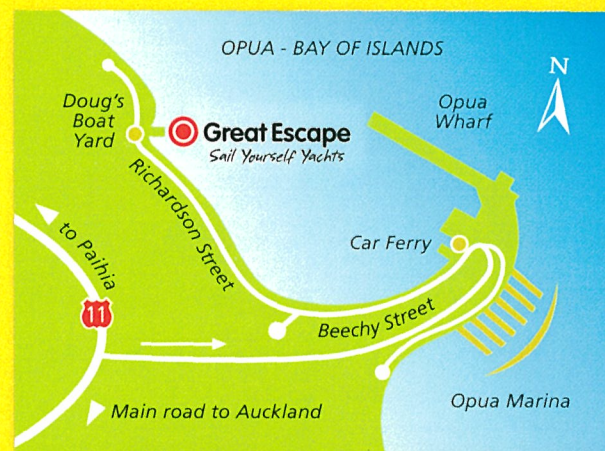 OPUA - BAY OF ISLANDS
N
Doug's
Boat
Yard
Great Escape
Sail Yourself Yachts
Opua
Wharf
Richardson Street
to Paihia
Car Ferry
11
Beechy Street
Main road to Auckland
Opua Marina